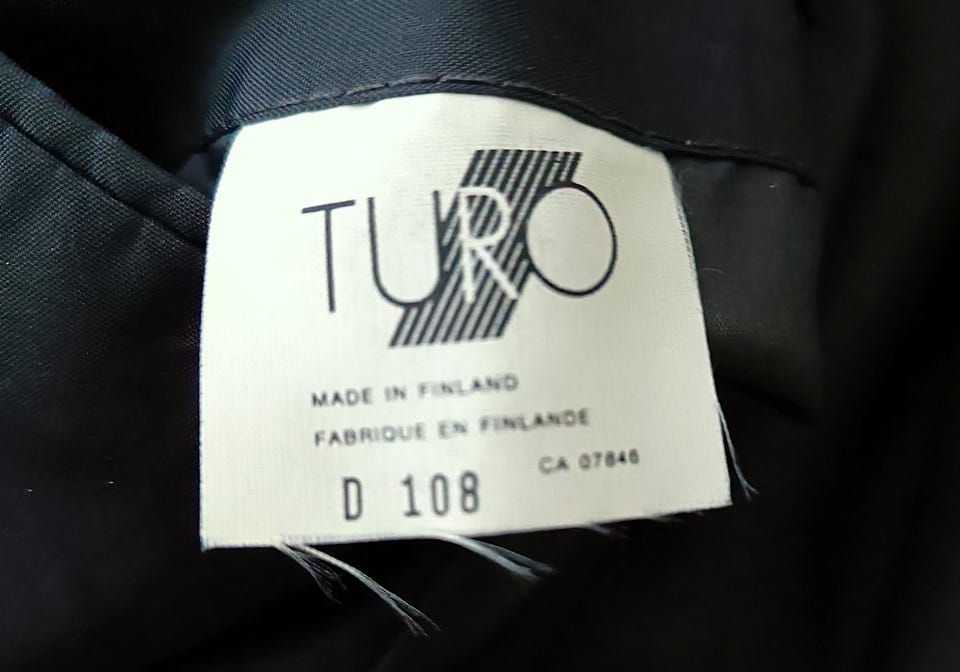 TURO
MADE IN FINLAND
FABRIQUE EN FINLANDE
CA 07846
D 108